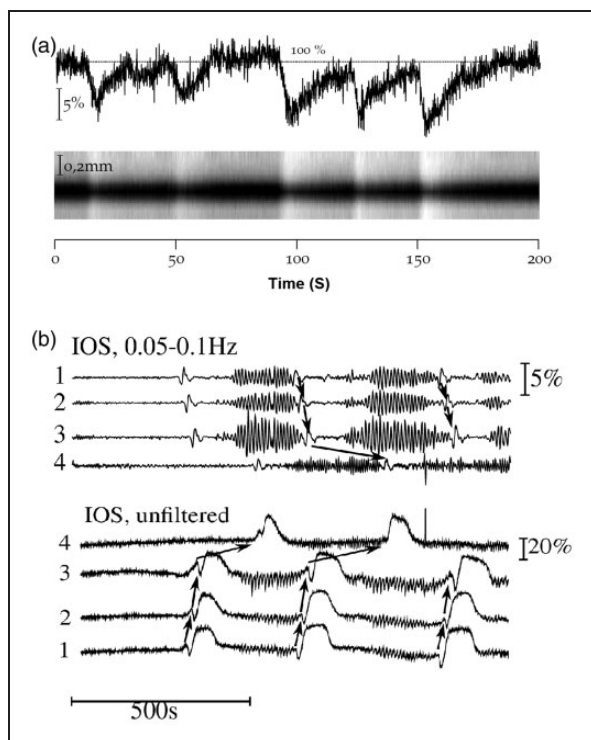 (a)
100 %
5%
0,2mm
0 50 100 150 200
Time (S)
(b)
IOS, 0.05-0.1Hz
1
5%
2
3
4
IOS, unfiltered
4
20%
3
2
1
500s